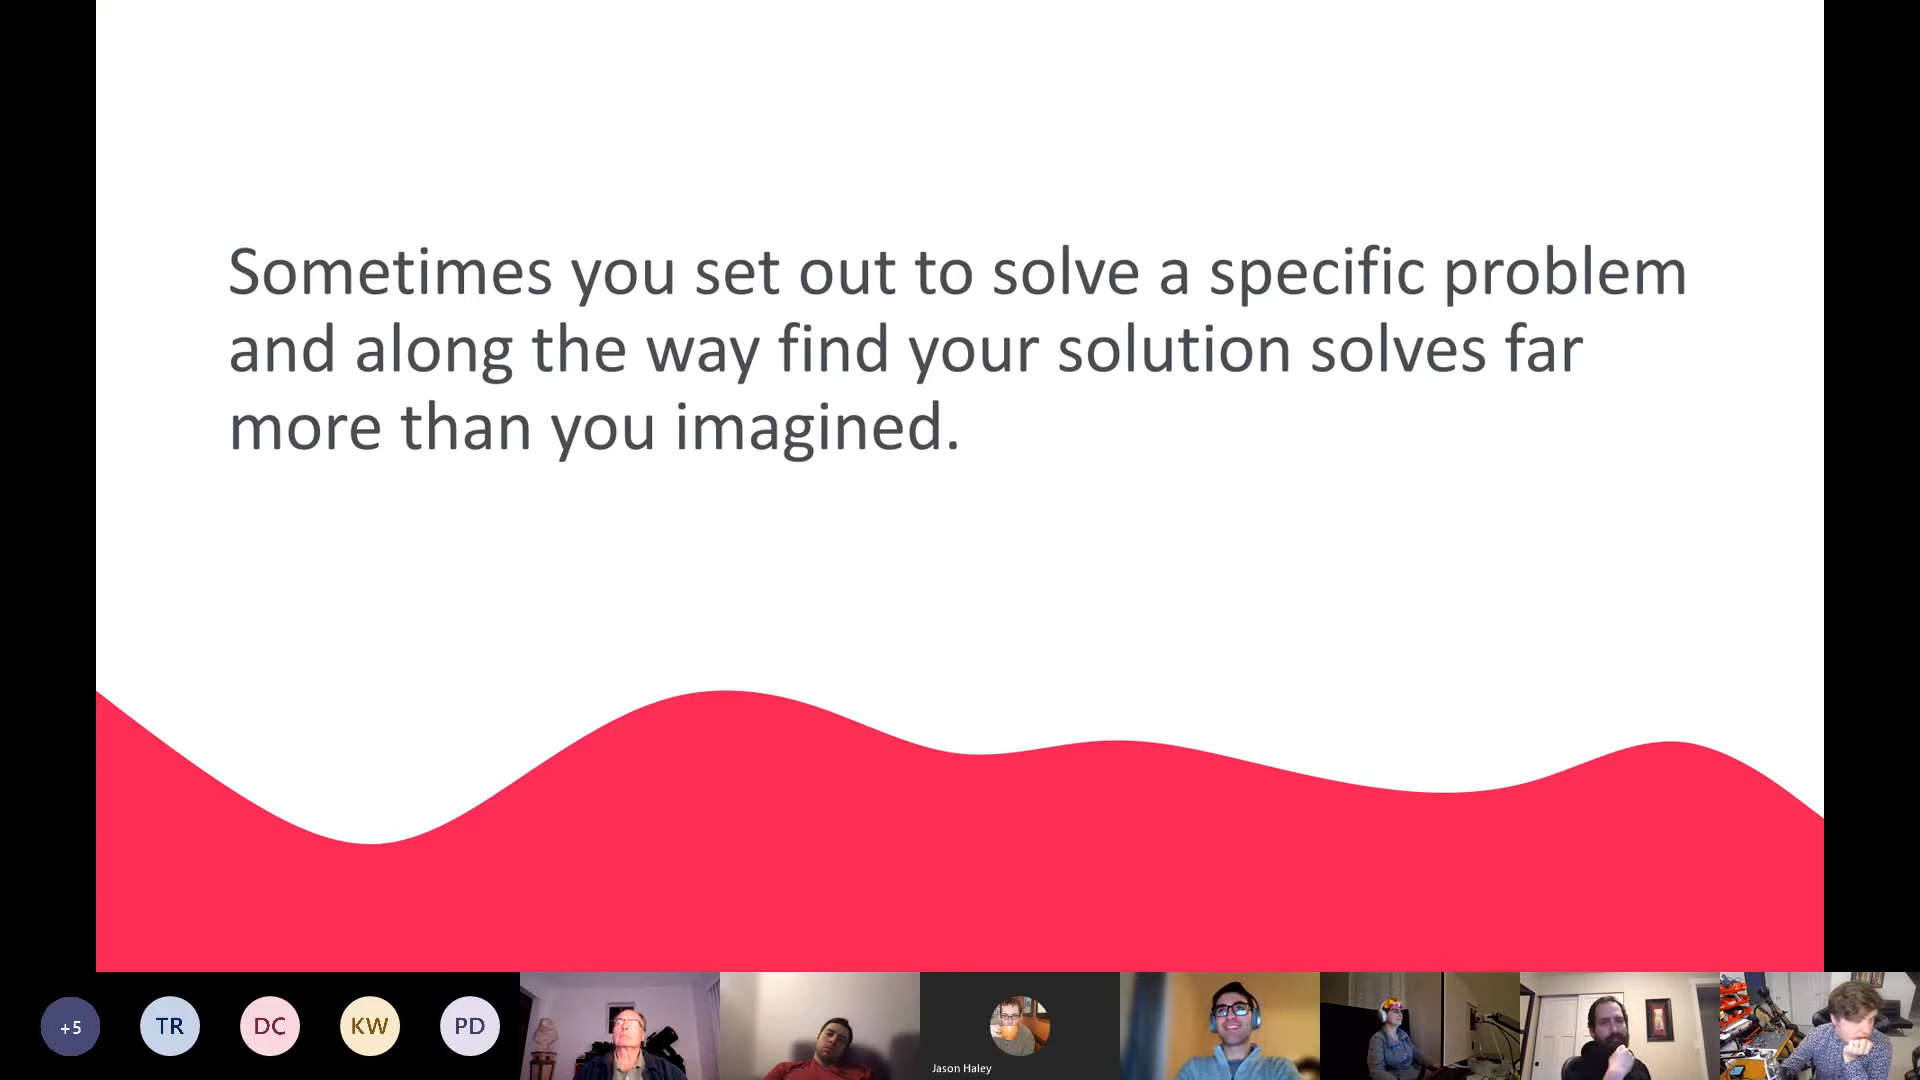 Sometimes you set out to solve a specific problem
and along the way find your solution solves far
more than you imagined.
+5
TR
DC
KW
PD
Jason Haley